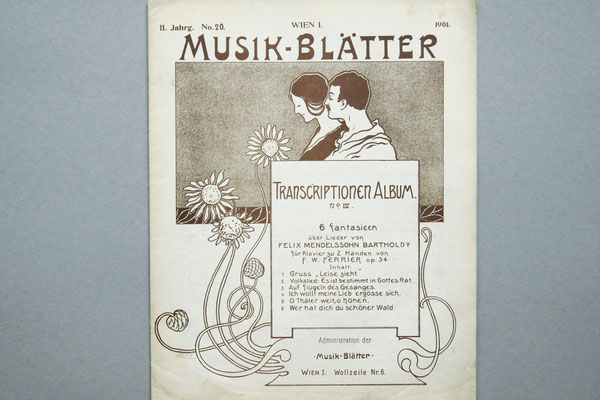 11. Jahrg. No. 20. WIEN I. 1901.
MUSIK-BLÄTTER
TRANSCRIPTIONEN ALBUM.
No IV.
6 Fantasieen
über Lieder von
FELIX MENDELSSOHN BARTHOLDY
für Klavier zu 2 Händen von
F. W. FERRIER op. 34
Inhalt
1 Gruss „Leise zieht"
2 Volkslied: Es ist bestimmt in Gottes Rat.
3 Auf Flügeln des Gesanges.
4 Ich wollt meine Lieb ergösse sich.
5 O Thäler weit, o höhen.
6 Wer hat dich du schöner Wald.
Administration der
·Musik-Blätter·
WIEN I. Wollzeile Nr. 6.